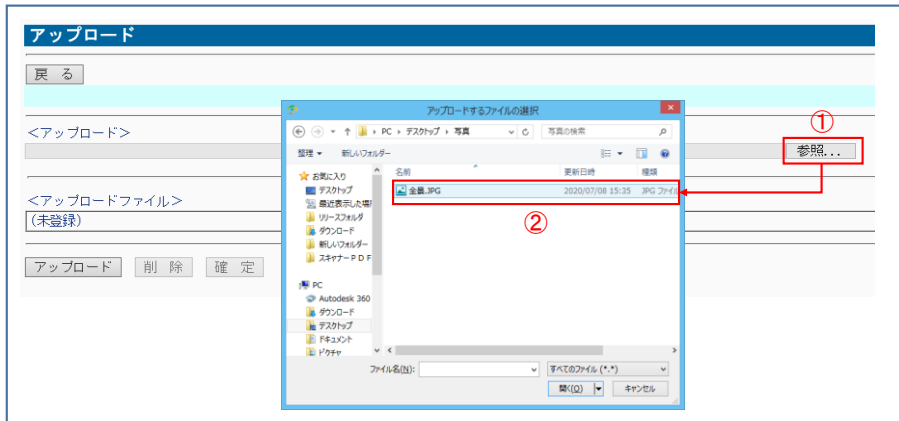 アップロード
戻 る
アップロードするファイルの選択
PC ▸ デスクトップ ▸ 写真
写真の検索
①
<アップロード>
参照...
整理 新しいフォルダー
名前 更新日時 種類
お気に入り
デスクトップ
最近表示した場
リリースフォルダ
ダウンロード
新しいフォルダー
スキャナーPDF
全景.JPG 2020/07/08 15:35 JPG ファイル
②
<アップロードファイル>
(未登録)
アップロード 削 除 確 定
PC
Autodesk 360
ダウンロード
デスクトップ
ドキュメント
ピクチャ
ファイル名(N):
すべてのファイル (*.*)
開く(O) キャンセル